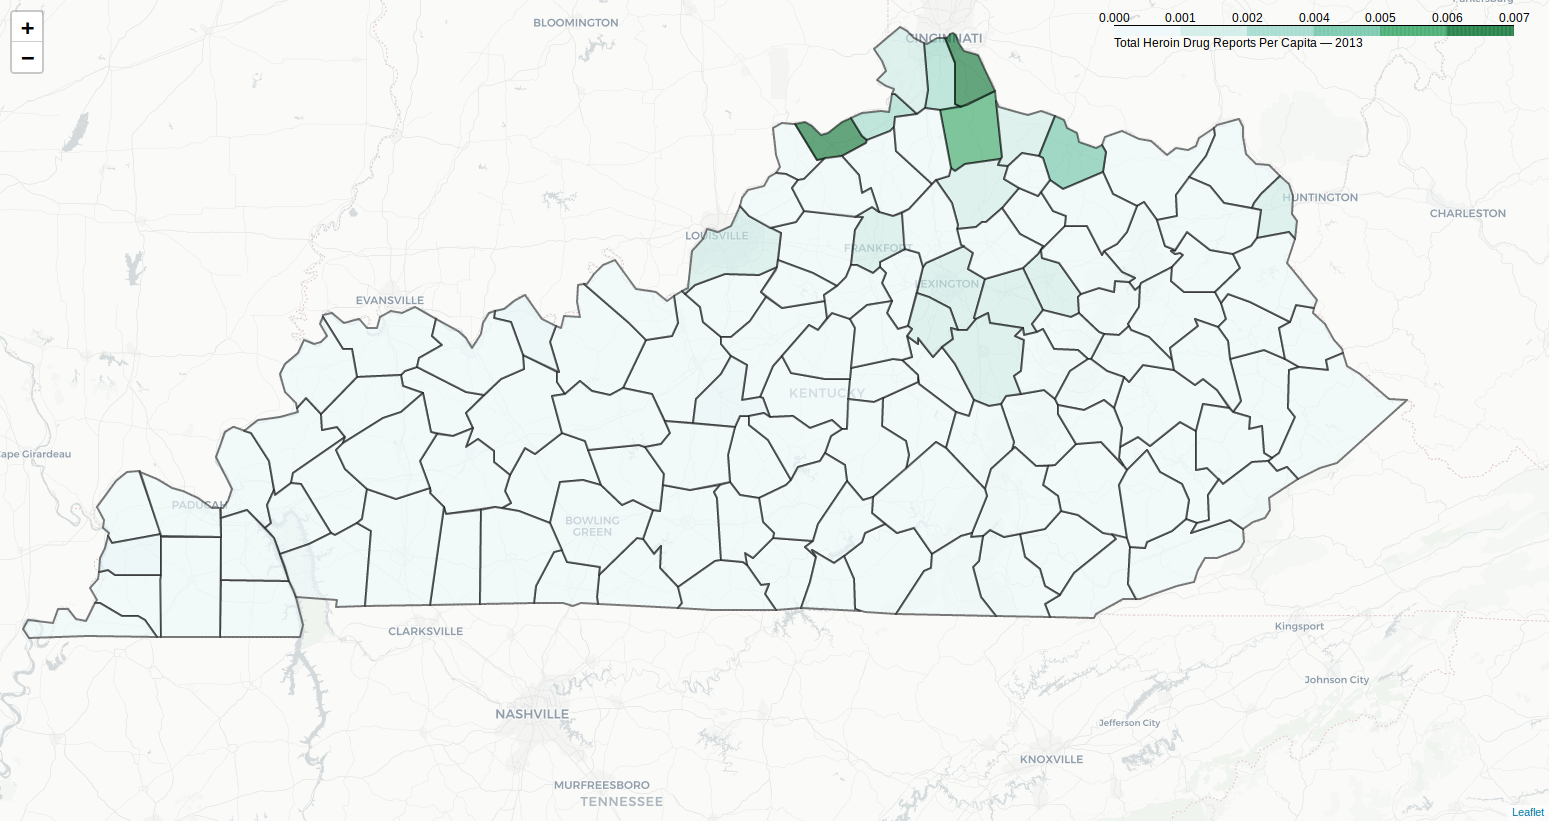 +
−
0.000 0.001 0.002 0.004 0.005 0.006 0.007
Total Heroin Drug Reports Per Capita — 2013
BLOOMINGTON
CINCINNATI
HUNTINGTON
CHARLESTON
LOUISVILLE
FRANKFORT
LEXINGTON
EVANSVILLE
KENTUCKY
Cape Girardeau
PADUCAH
BOWLING
GREEN
CLARKSVILLE
Kingsport
Johnson City
NASHVILLE
Jefferson City
KNOXVILLE
MURFREESBORO
TENNESSEE
Leaflet